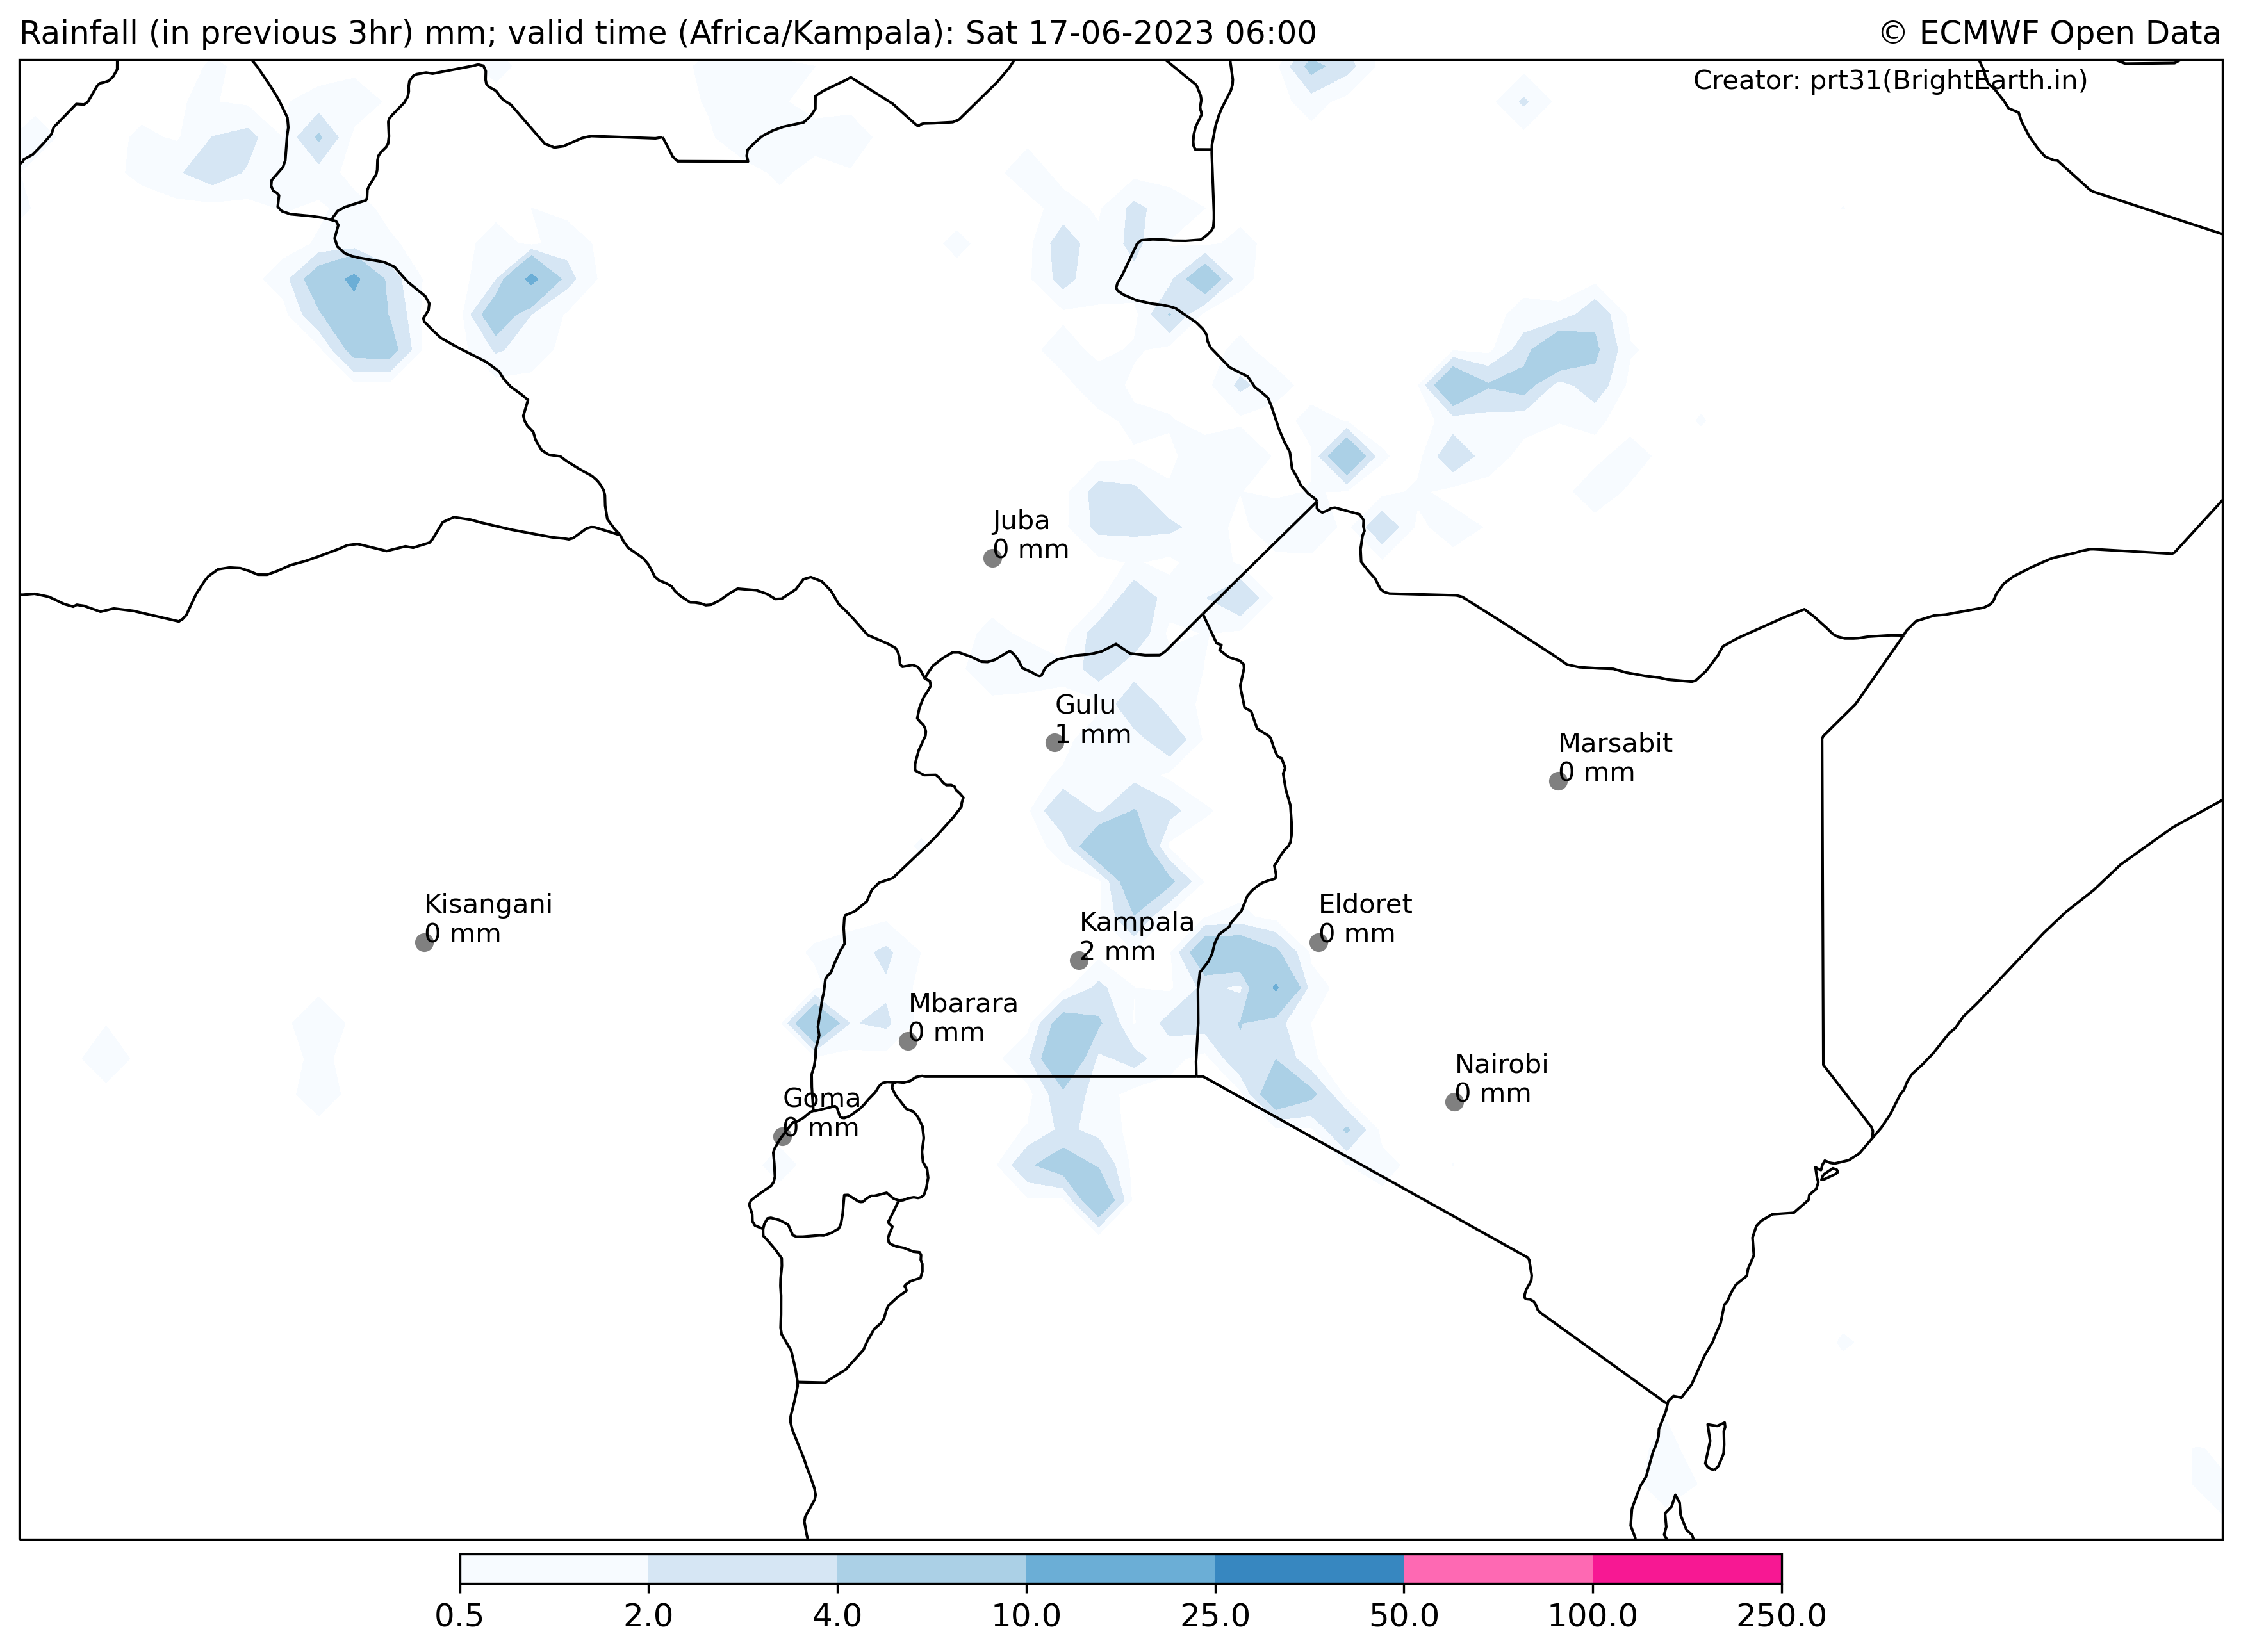 Rainfall (in previous 3hr) mm; valid time (Africa/Kampala): Sat 17-06-2023 06:00
© ECMWF Open Data
Creator: prt31(BrightEarth.in)
Juba
0 mm
Gulu
1 mm
Marsabit
0 mm
Kisangani
0 mm
Kampala
2 mm
Eldoret
0 mm
Mbarara
0 mm
Nairobi
0 mm
Goma
0 mm
0.5 2.0 4.0 10.0 25.0 50.0 100.0 250.0